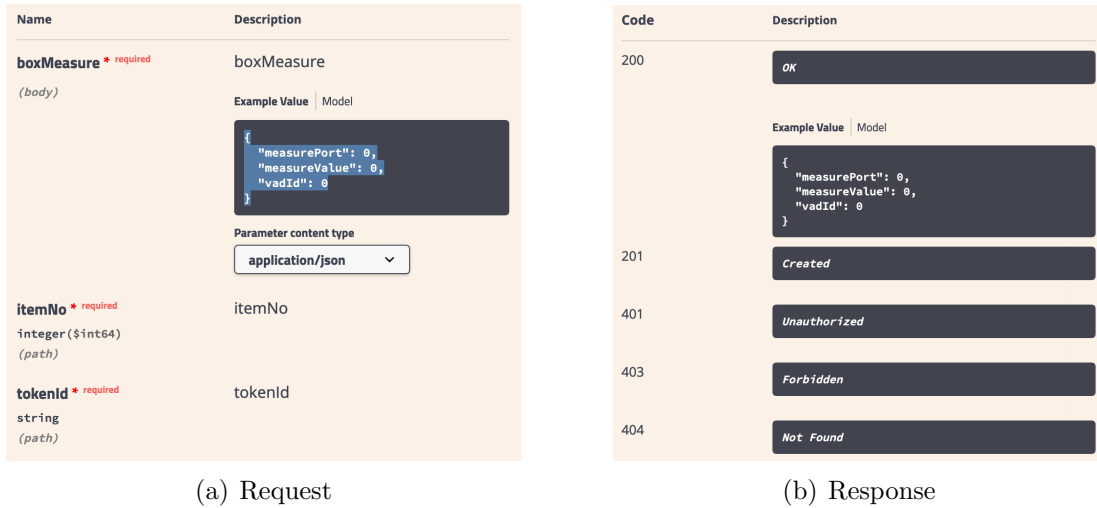 Name Description
boxMeasure * required boxMeasure
(body)
Example Value Model
{
"measurePort": 0,
"measureValue": 0,
"vadId": 0
}
Parameter content type
application/json
itemNo * required itemNo
integer($int64)
(path)
tokenId * required tokenId
string
(path)
(a) Request
Code Description
200 OK
Example Value Model
{
"measurePort": 0,
"measureValue": 0,
"vadId": 0
}
201 Created
401 Unauthorized
403 Forbidden
404 Not Found
(b) Response